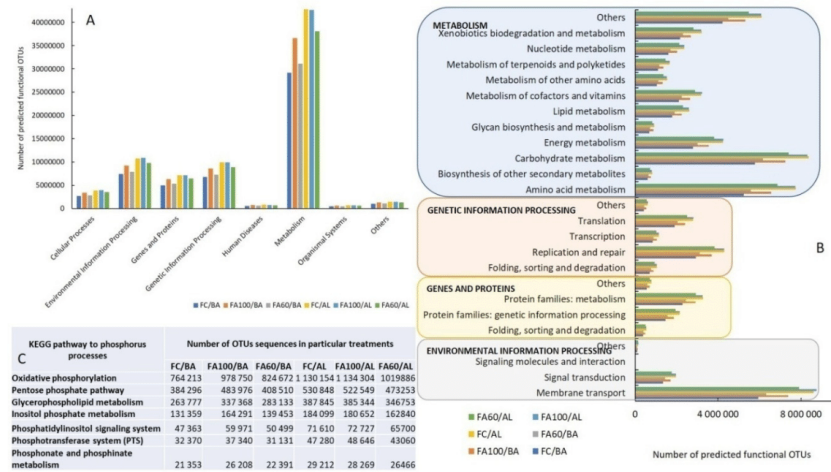 A
Number of predicted functional OTUs
40000000
35000000
30000000
25000000
20000000
15000000
10000000
5000000
0
Cellular Processes
Environmental Information Processing
Genes and Proteins
Genetic Information Processing
Human Diseases
Metabolism
Organismal Systems
Others
FC/BA FA100/BA FA60/BA FC/AL FA100/AL FA60/AL
C
KEGG pathway to phosphorus processes
Number of OTUs sequences in particular treatments
FC/BA FA100/BA FA60/BA FC/AL FA100/AL FA60/AL
Oxidative phosphorylation 764 213 978 750 824 672 1 130 154 1 134 304 1019886
Pentose phosphate pathway 384 296 483 976 408 510 530 848 522 549 473253
Glycerophospholipid metabolism 263 777 337 368 283 133 387 845 385 344 346753
Inositol phosphate metabolism 131 359 164 291 139 453 184 099 180 652 162840
Phosphatidylinositol signaling system 47 363 59 971 50 499 71 610 72 727 65700
Phosphotransferase system (PTS) 32 370 37 340 31 131 47 280 48 646 43060
Phosphonate and phosphinate
metabolism 21 353 26 208 22 391 29 212 28 269 26466
METABOLISM
Others
Xenobiotics biodegradation and metabolism
Nucleotide metabolism
Metabolism of terpenoids and polyketides
Metabolism of other amino acids
Metabolism of cofactors and vitamins
Lipid metabolism
Glycan biosynthesis and metabolism
Energy metabolism
Carbohydrate metabolism
Biosynthesis of other secondary metabolites
Amino acid metabolism
GENETIC INFORMATION PROCESSING
Others
Translation
Transcription
Replication and repair
Folding, sorting and degradation
B
GENES AND PROTEINS
Others
Protein families: metabolism
Protein families: genetic information processing
Folding, sorting and degradation
ENVIRONMENTAL INFORMATION PROCESSING
Others
Signaling molecules and interaction
Signal transduction
Membrane transport
0 4 000 000 8 000 000
FA60/AL FA100/AL
FC/AL FA60/BA
FA100/BA FC/BA
Number of predicted functional OTUs